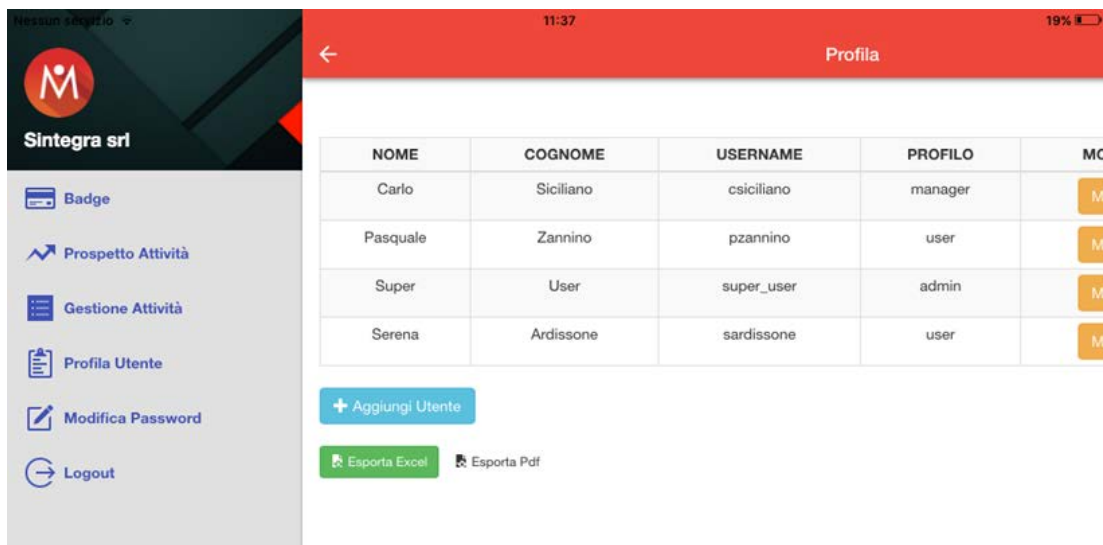 Nessun servizio 11:37 19%
Profila
Sintegra srl
Badge
Prospetto Attività
Gestione Attività
Profila Utente
Modifica Password
Logout
NOME COGNOME USERNAME PROFILO MO
Carlo Siciliano csiciliano manager M
Pasquale Zannino pzannino user M
Super User super_user admin M
Serena Ardissone sardissone user M
Aggiungi Utente
Esporta Excel Esporta Pdf